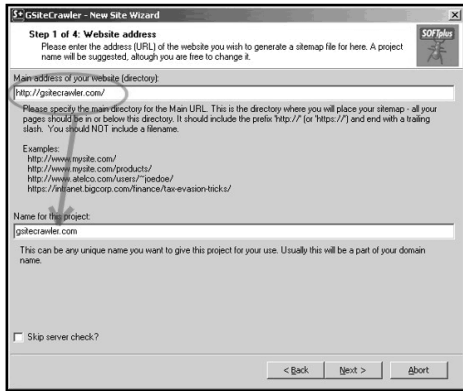 GSiteCrawler - New Site Wizard
Step 1 of 4: Website address
Please enter the address (URL) of the website you wish to generate a sitemap file for here. A project
name will be suggested, altough you are free to change it.
SOFTplus
Main address of your website (directory):
http://gsitecrawler.com/
Please specify the main directory for the Main URL. This is the directory where you will place your sitemap - all your
pages should be in or below this directory. It should include the prefix 'http://' (or 'https://') and end with a trailing
slash. You should NOT include a filename.
Examples:
http://www.mysite.com/
http://www.mysite.com/products/
http://www.atelco.com/users/~joedoe/
https://intranet.bigcorp.com/finance/tax-evasion-tricks/
Name for this project:
gsitecrawler.com
This can be any unique name you want to give this project for your use. Usually this will be a part of your domain
name.
Skip server check?
< Back Next > Abort